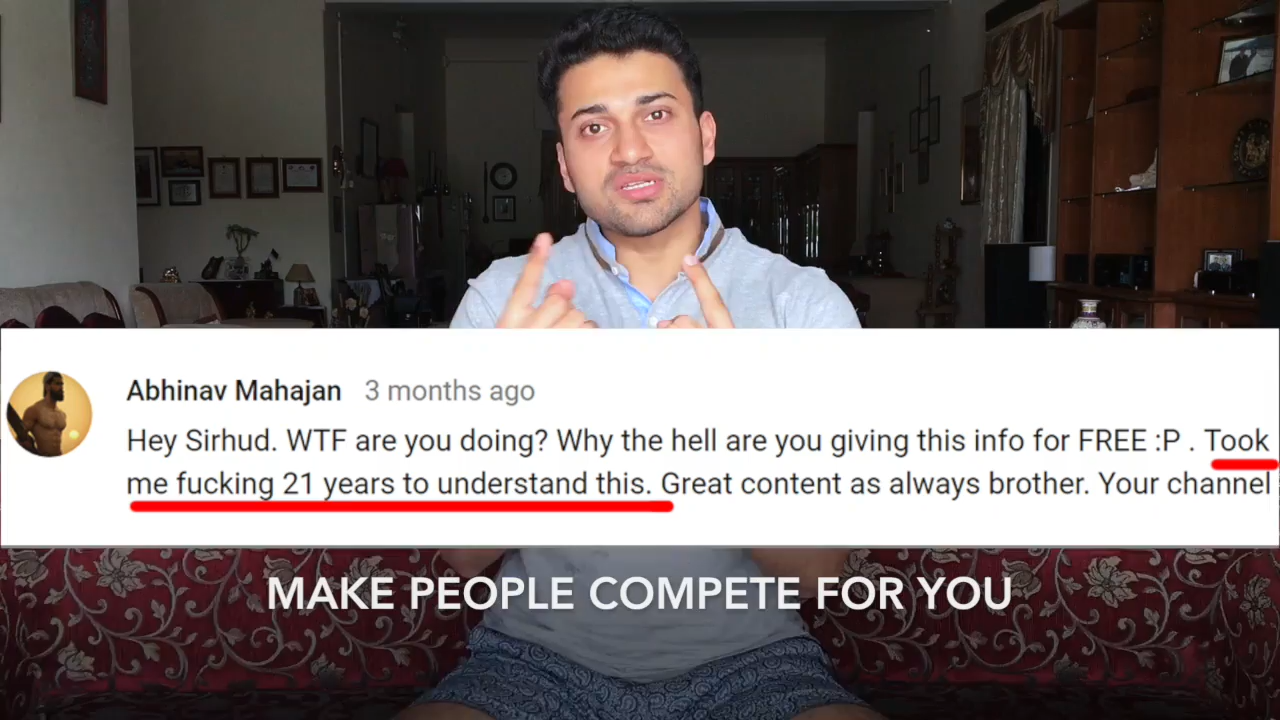 Abhinav Mahajan 3 months ago
Hey Sirhud. WTF are you doing? Why the hell are you giving this info for FREE :P . Took
me fucking 21 years to understand this. Great content as always brother. Your channel
MAKE PEOPLE COMPETE FOR YOU